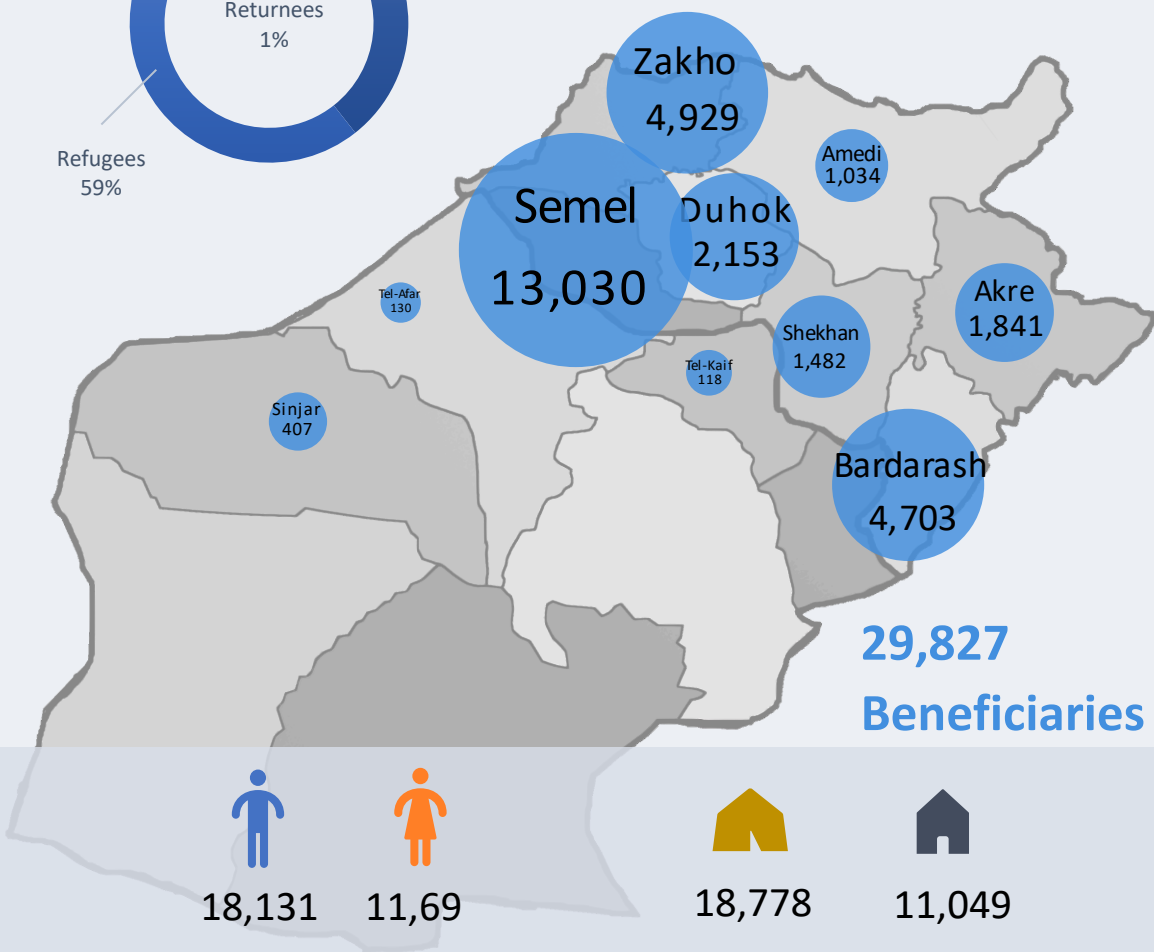 Returnees
1%
Refugees
59%
Zakho
4,929
Amedi
1,034
Semel
13,030
Duhok
2,153
Tel-Afar
130
Akre
1,841
Shekhan
1,482
Tel-Kaif
118
Sinjar
407
Bardarash
4,703
29,827
Beneficiaries
18,131
11,69
18,778
11,049